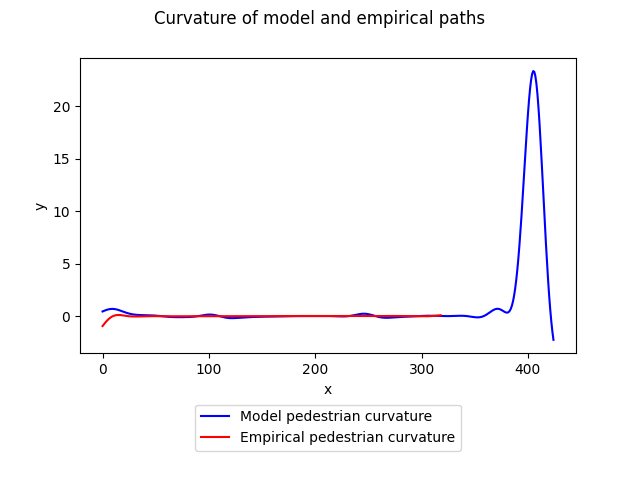 Curvature of model and empirical paths
20
15
10
5
0
y
0 100 200 300 400
x
Model pedestrian curvature
Empirical pedestrian curvature